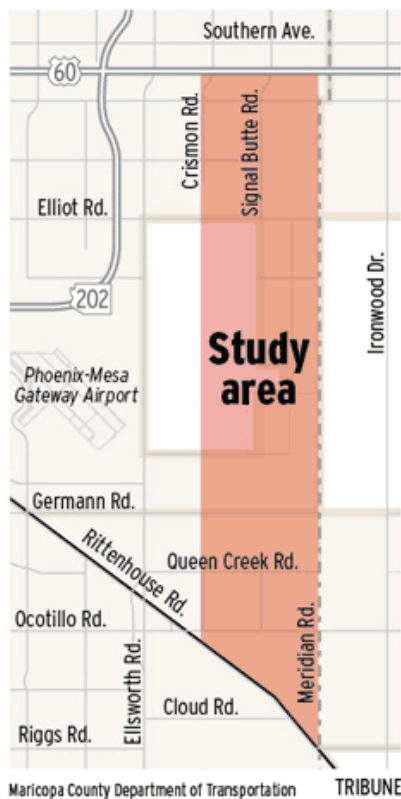 Southern Ave.
60
Crismon Rd.
Signal Butte Rd.
Elliot Rd.
Ironwood Dr.
202
Study
area
Phoenix-Mesa
Gateway Airport
Germann Rd.
Rittenhouse Rd.
Queen Creek Rd.
Ocotillo Rd.
Meridian Rd.
Ellsworth Rd.
Cloud Rd.
Riggs Rd.
Maricopa County Department of Transportation
TRIBUNE